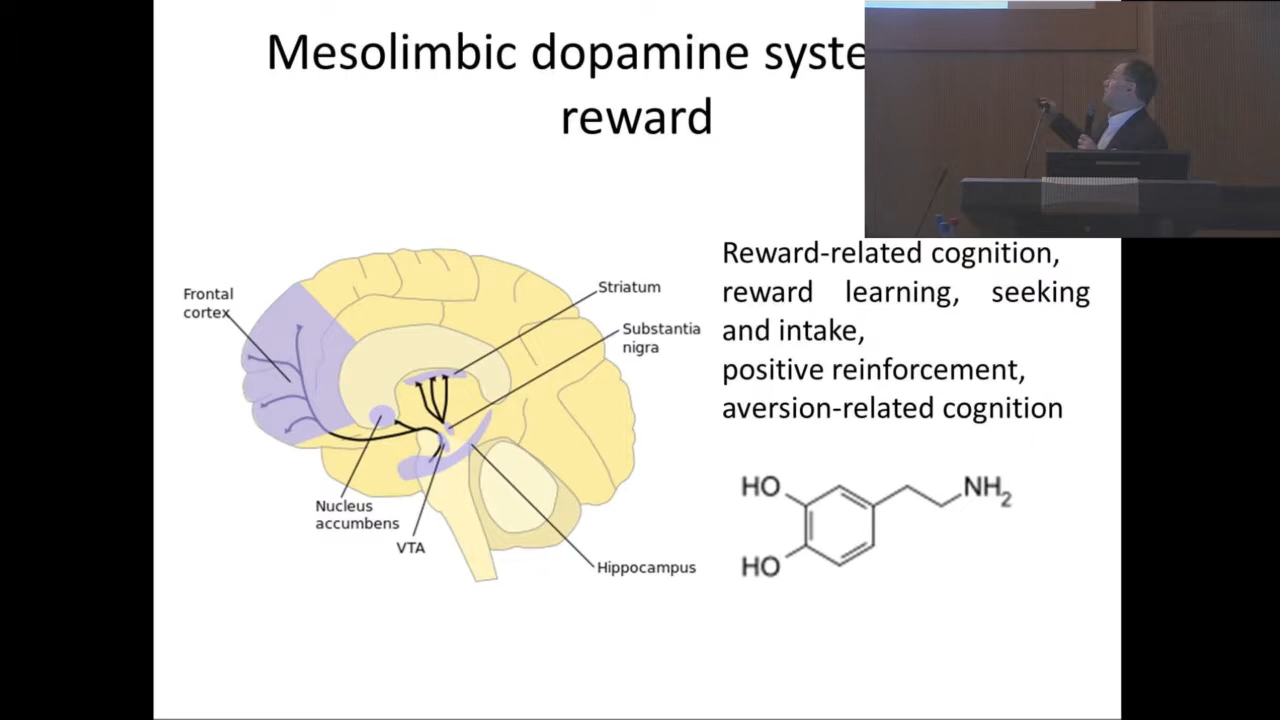 Mesolimbic dopamine syste
reward
Reward-related cognition,
reward learning, seeking
and intake,
positive reinforcement,
aversion-related cognition
Frontal
cortex
Striatum
Substantia
nigra
Nucleus
accumbens
VTA
Hippocampus
HO
NH2
HO